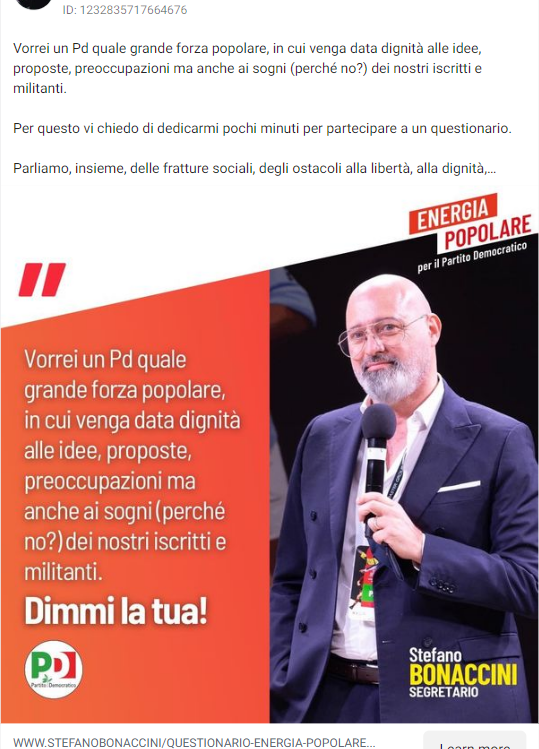 ID: 1232835717664676
Vorrei un Pd quale grande forza popolare, in cui venga data dignità alle idee,
proposte, preoccupazioni ma anche ai sogni (perché no?) dei nostri iscritti e
militanti.
Per questo vi chiedo di dedicarmi pochi minuti per partecipare a un questionario.
Parliamo, insieme, delle fratture sociali, degli ostacoli alla libertà, alla dignità,...
ENERGIA
POPOLARE
per il Partito Democratico
Vorrei un Pd quale
grande forza popolare,
in cui venga data dignità
alle idee, proposte,
preoccupazioni ma
anche ai sogni (perché
no?) dei nostri iscritti e
militanti.
Dimmi la tua!
PD
Partito Democratico
Stefano
BONACCINI
SEGRETARIO
WWW.STEFANOBONACCINI/QUESTIONARIO-ENERGIA-POPOLARE...
Learn more